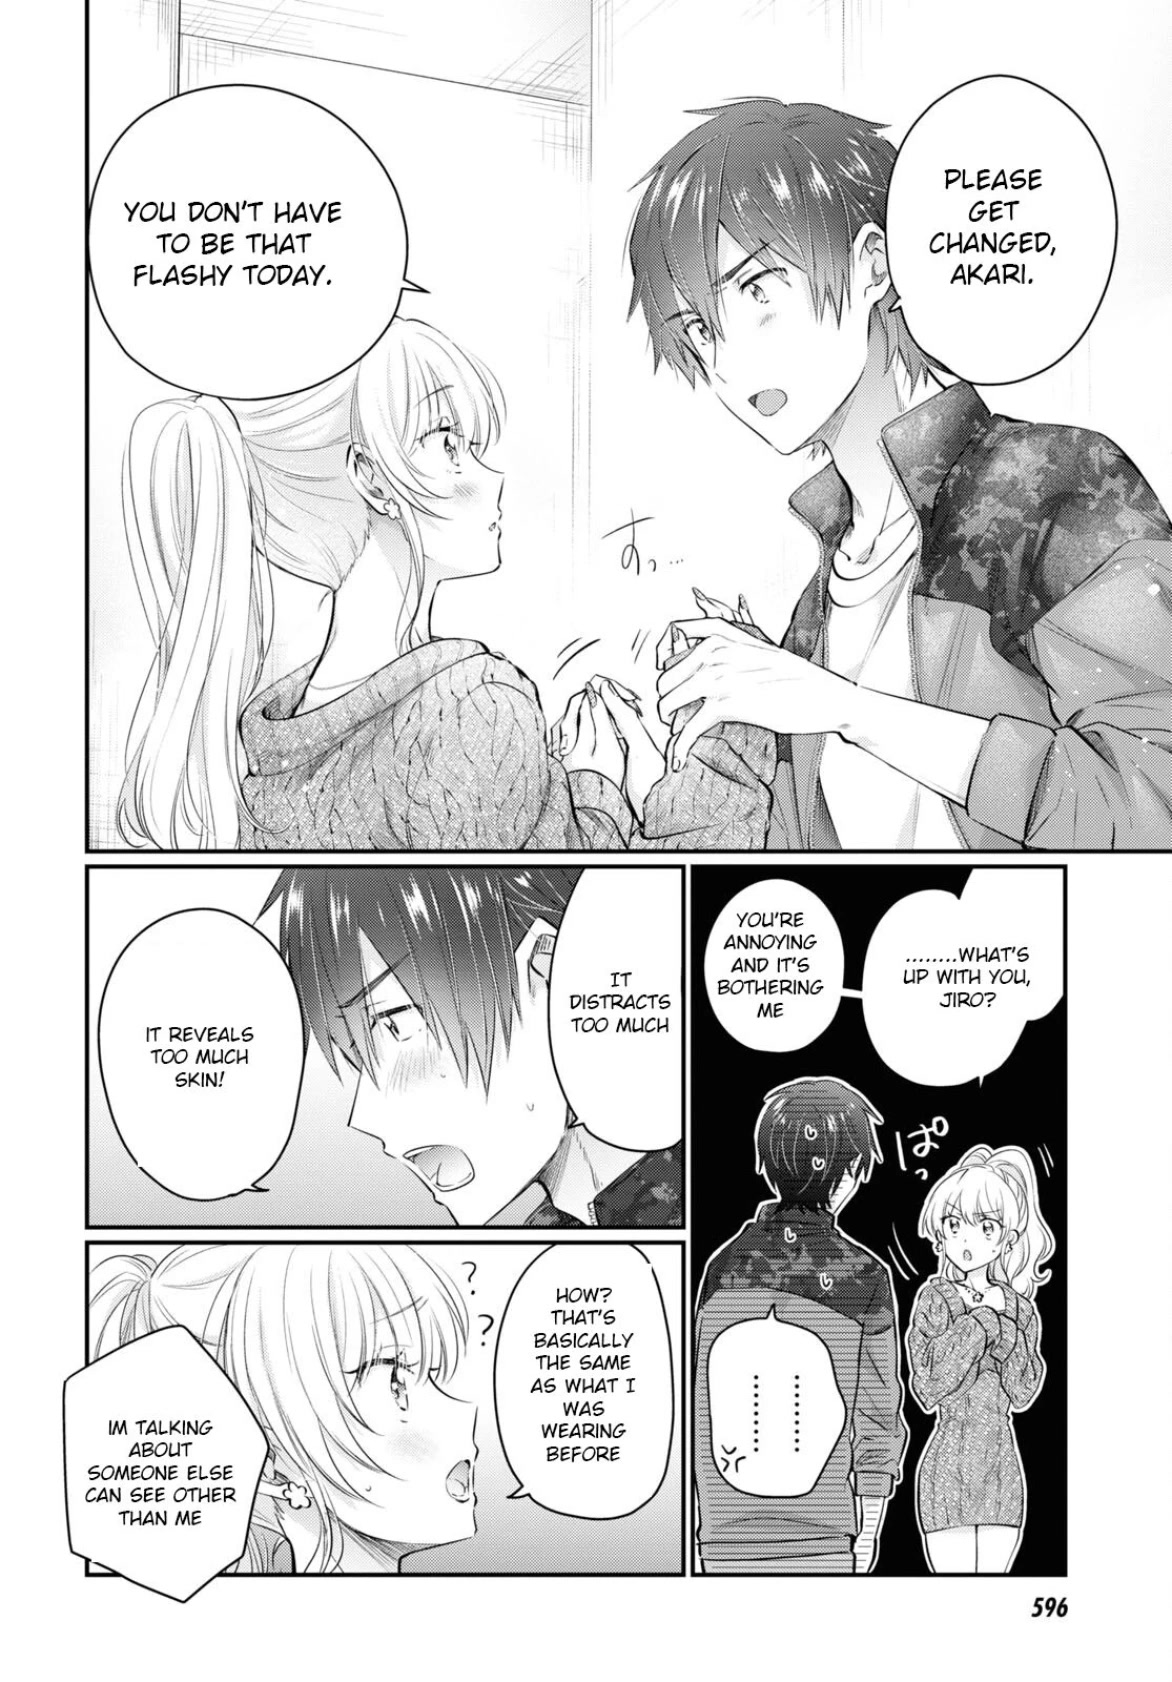 PLEASE
GET
CHANGED,
AKARI.
YOU DON'T HAVE
TO BE THAT
FLASHY TODAY.
すっ…
........WHAT'S
UP WITH YOU,
JIRO?
YOU'RE
ANNOYING
AND IT'S
BOTHERING
ME
ぱっ
………
………
IT
DISTRACTS
TOO MUCH
IT REVEALS
TOO MUCH
SKIN!
?
?
HOW?
THAT'S
BASICALLY
THE SAME
AS WHAT I
WAS
WEARING
BEFORE
IM TALKING
ABOUT
SOMEONE ELSE
CAN SEE OTHER
THAN ME
596